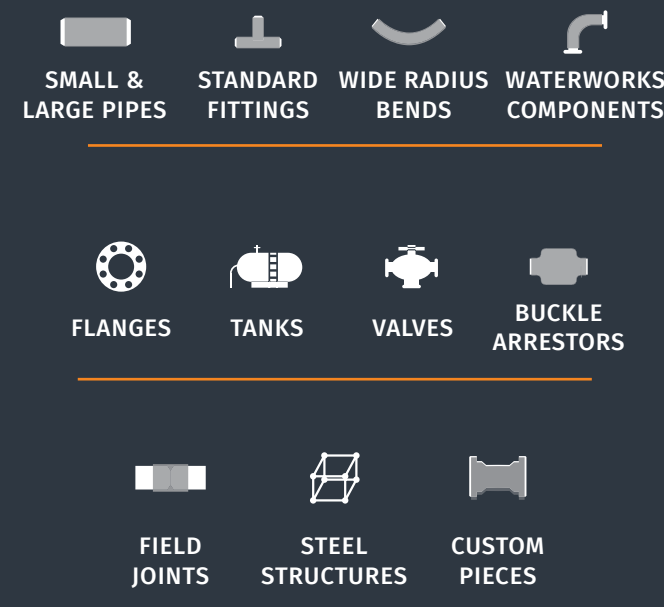 SMALL & LARGE PIPES
STANDARD FITTINGS
WIDE RADIUS BENDS
WATERWORKS COMPONENTS
FLANGES
TANKS
VALVES
BUCKLE ARRESTORS
FIELD JOINTS
STEEL STRUCTURES
CUSTOM PIECES